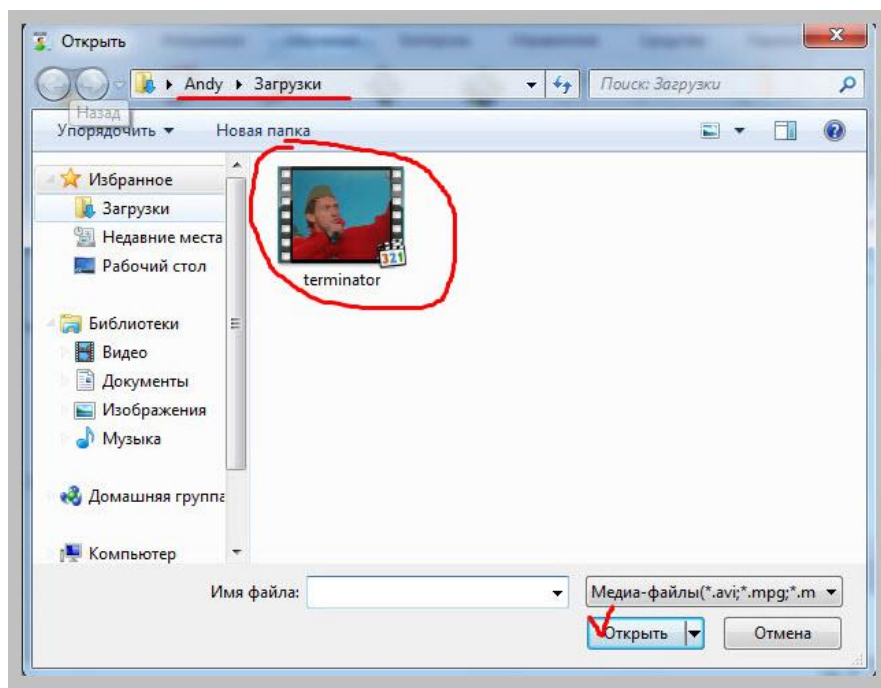 Открыть
Andy Загрузки
Поиск: Загрузки
Назад
Упорядочить
Новая папка
Избранное
Загрузки
Недавние места
Рабочий стол
Библиотеки
Видео
Документы
Изображения
Музыка
Домашняя группа
Компьютер
321
terminator
Имя файла:
Медиа-файлы(*.avi;*.mpg;*.m
Открыть
Отмена